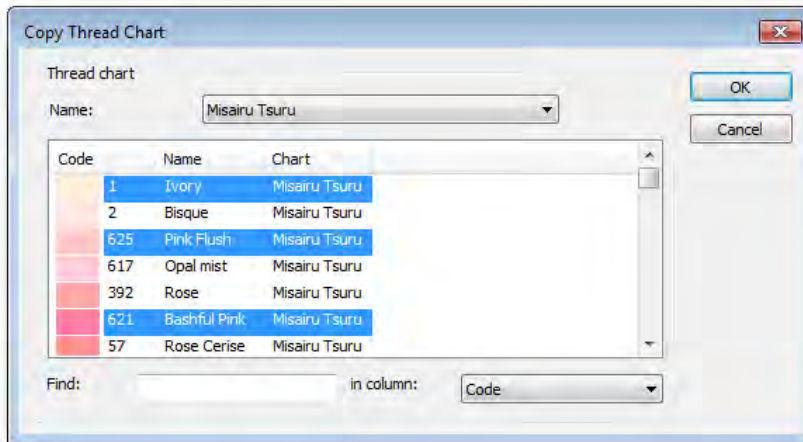 Copy Thread Chart
Thread chart
Name: Misairu Tsuru
OK
Cancel
Code Name Chart
1 Ivory Misairu Tsuru
2 Bisque Misairu Tsuru
625 Pink Flush Misairu Tsuru
617 Opal mist Misairu Tsuru
392 Rose Misairu Tsuru
621 Bashful Pink Misairu Tsuru
57 Rose Cerise Misairu Tsuru
Find: in column: Code